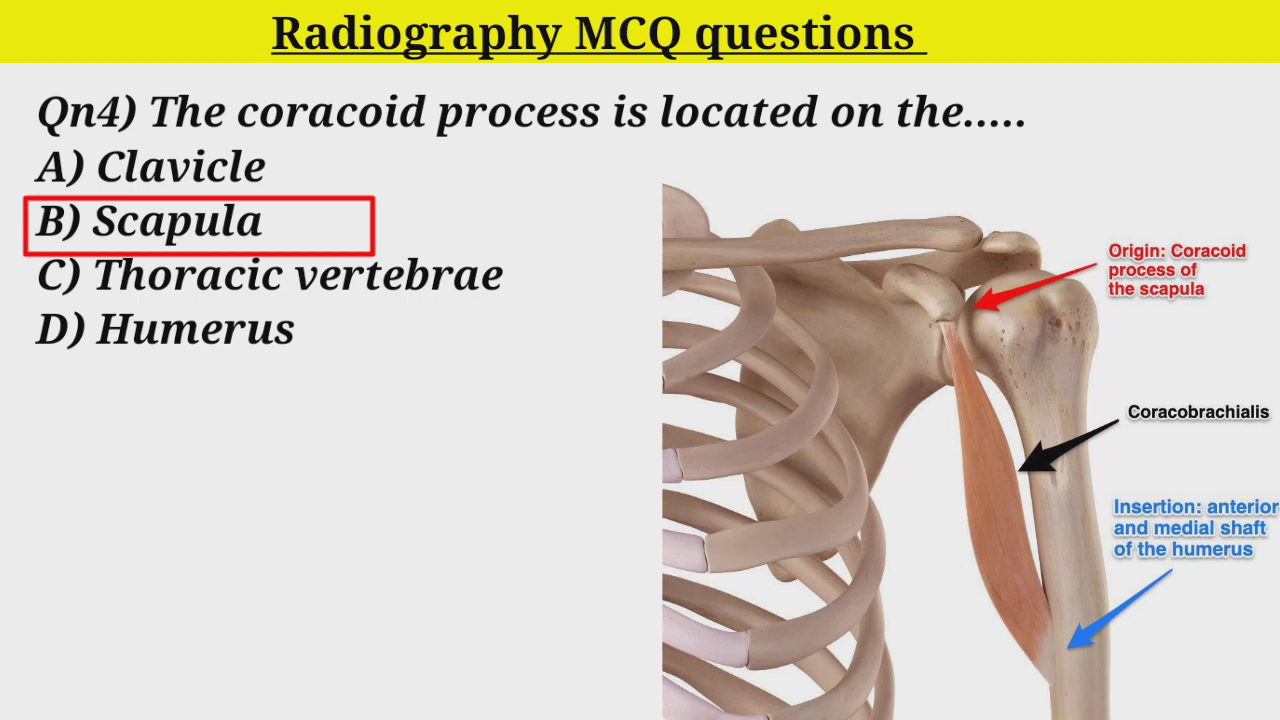 Radiography MCQ questions
Qn4) The coracoid process is located on the.....
A) Clavicle
B) Scapula
C) Thoracic vertebrae
D) Humerus
Origin: Coracoid
process of
the scapula
Coracobrachialis
Insertion: anterior
and medial shaft
of the humerus